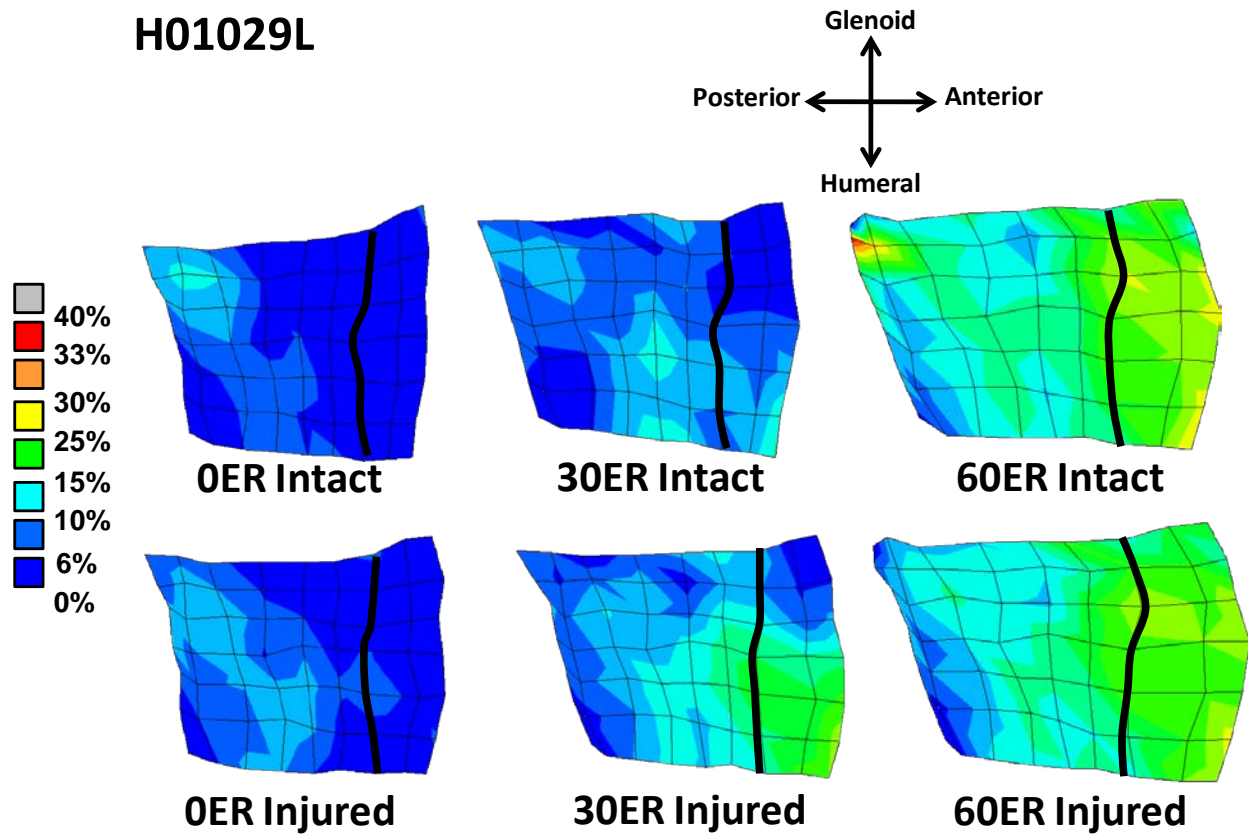 H01029L
Glenoid
Posterior
Anterior
Humeral
40%
33%
30%
25%
15%
10%
6%
0%
0ER Intact
30ER Intact
60ER Intact
0ER Injured
30ER Injured
60ER Injured